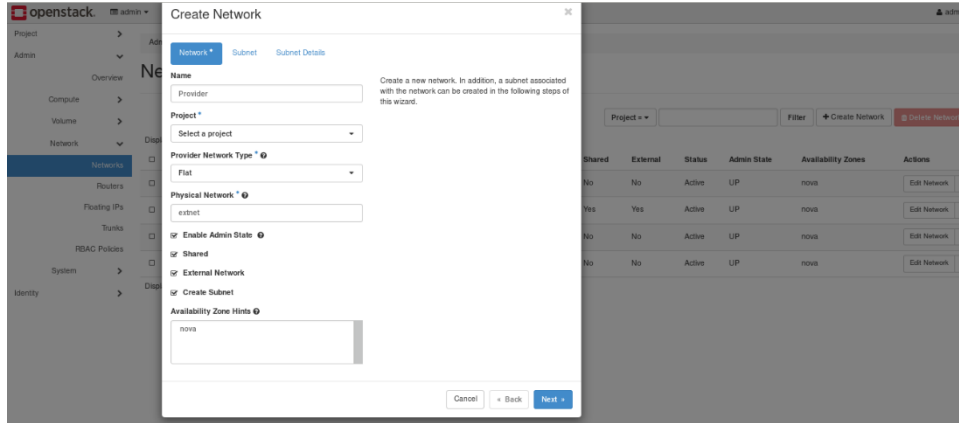 openstack. admin
Create Network
×
Project
Admin
Overview
Compute
Volume
Network
Networks
Routers
Floating IPs
Trunks
RBAC Policies
System
Identity
Ne
Network *
Subnet
Subnet Details
Name
Provider
Project *
Select a project
Provider Network Type *
Flat
Physical Network *
extnet
Enable Admin State
Shared
External Network
Create Subnet
Availability Zone Hints
nova
Create a new network. In addition, a subnet associated
with the network can be created in the following steps of
this wizard.
Cancel
« Back
Next »
Project =
Filter
+ Create Network
Delete Networ
Displ
Shared External Status Admin State Availability Zones Actions
No No Active UP nova Edit Network
Yes Yes Active UP nova Edit Network
No No Active UP nova Edit Network
No No Active UP nova Edit Network
Displ